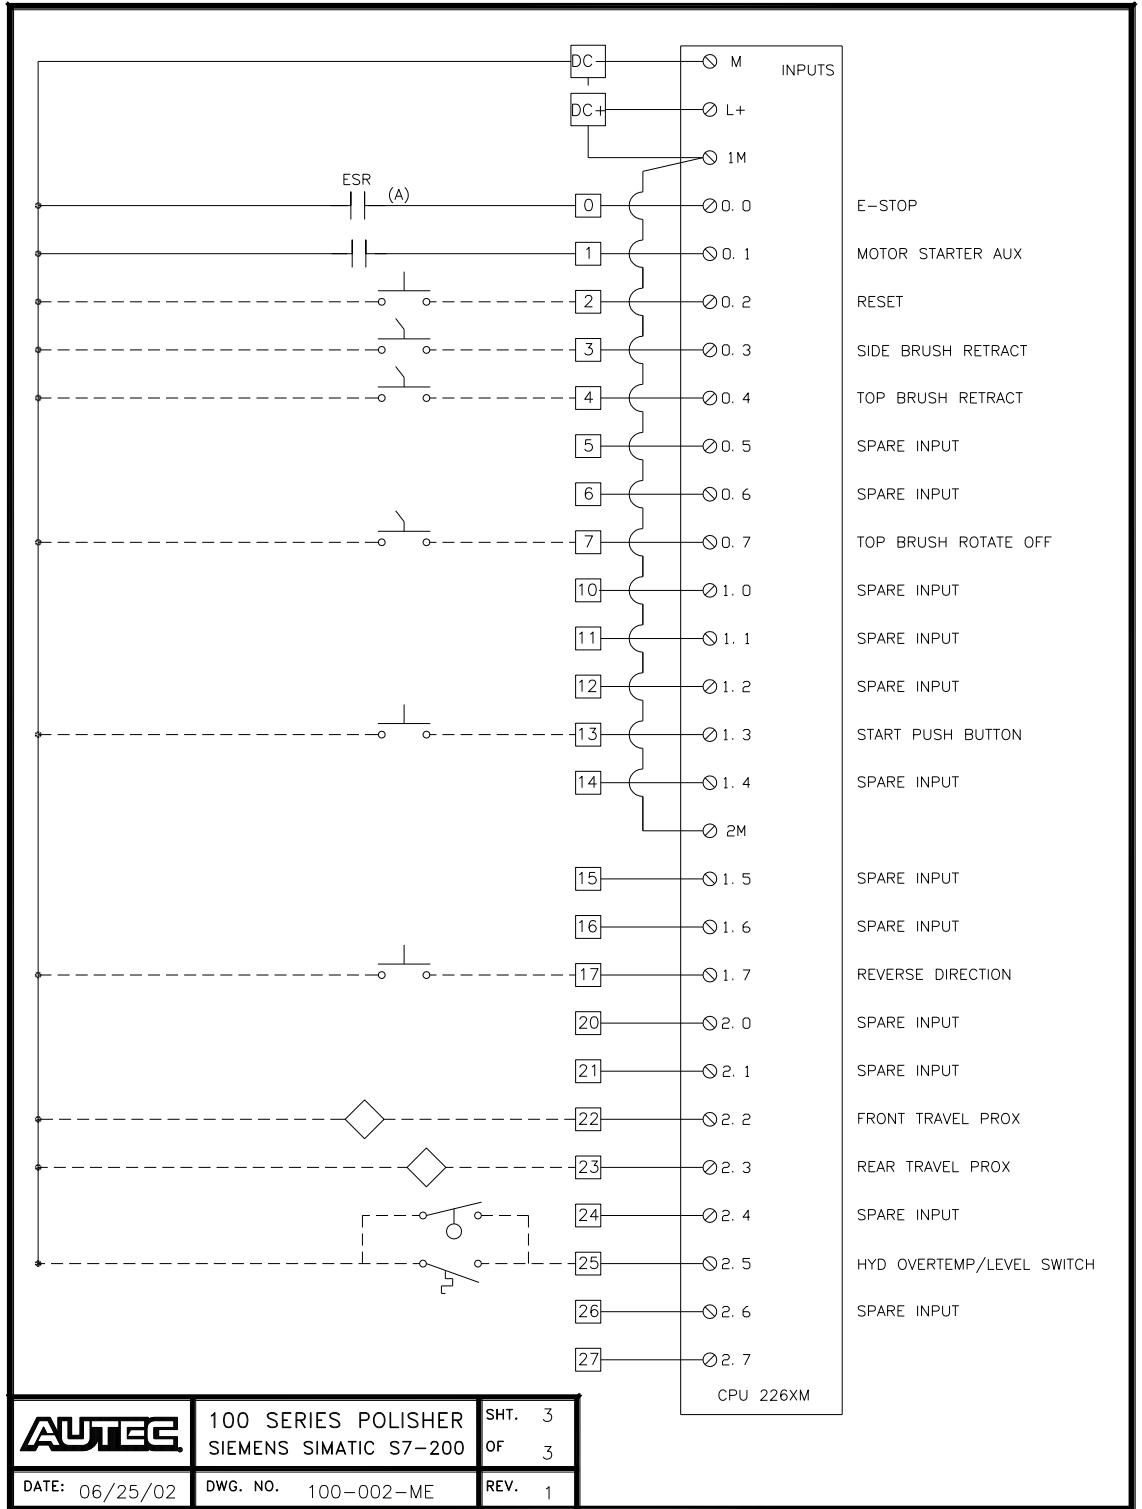 DC- M INPUTS
DC+ L+
1M
ESR (A)
0 0.0 E-STOP
1 0.1 MOTOR STARTER AUX
2 0.2 RESET
3 0.3 SIDE BRUSH RETRACT
4 0.4 TOP BRUSH RETRACT
5 0.5 SPARE INPUT
6 0.6 SPARE INPUT
7 0.7 TOP BRUSH ROTATE OFF
10 1.0 SPARE INPUT
11 1.1 SPARE INPUT
12 1.2 SPARE INPUT
13 1.3 START PUSH BUTTON
14 1.4 SPARE INPUT
2M
15 1.5 SPARE INPUT
16 1.6 SPARE INPUT
17 1.7 REVERSE DIRECTION
20 2.0 SPARE INPUT
21 2.1 SPARE INPUT
22 2.2 FRONT TRAVEL PROX
23 2.3 REAR TRAVEL PROX
24 2.4 SPARE INPUT
25 2.5 HYD OVERTEMP/LEVEL SWITCH
26 2.6 SPARE INPUT
27 2.7
CPU 226XM
AUTEC.
100 SERIES POLISHER
SIEMENS SIMATIC S7-200
SHT. 3
OF 3
DATE: 06/25/02
DWG. NO. 100-002-ME
REV. 1